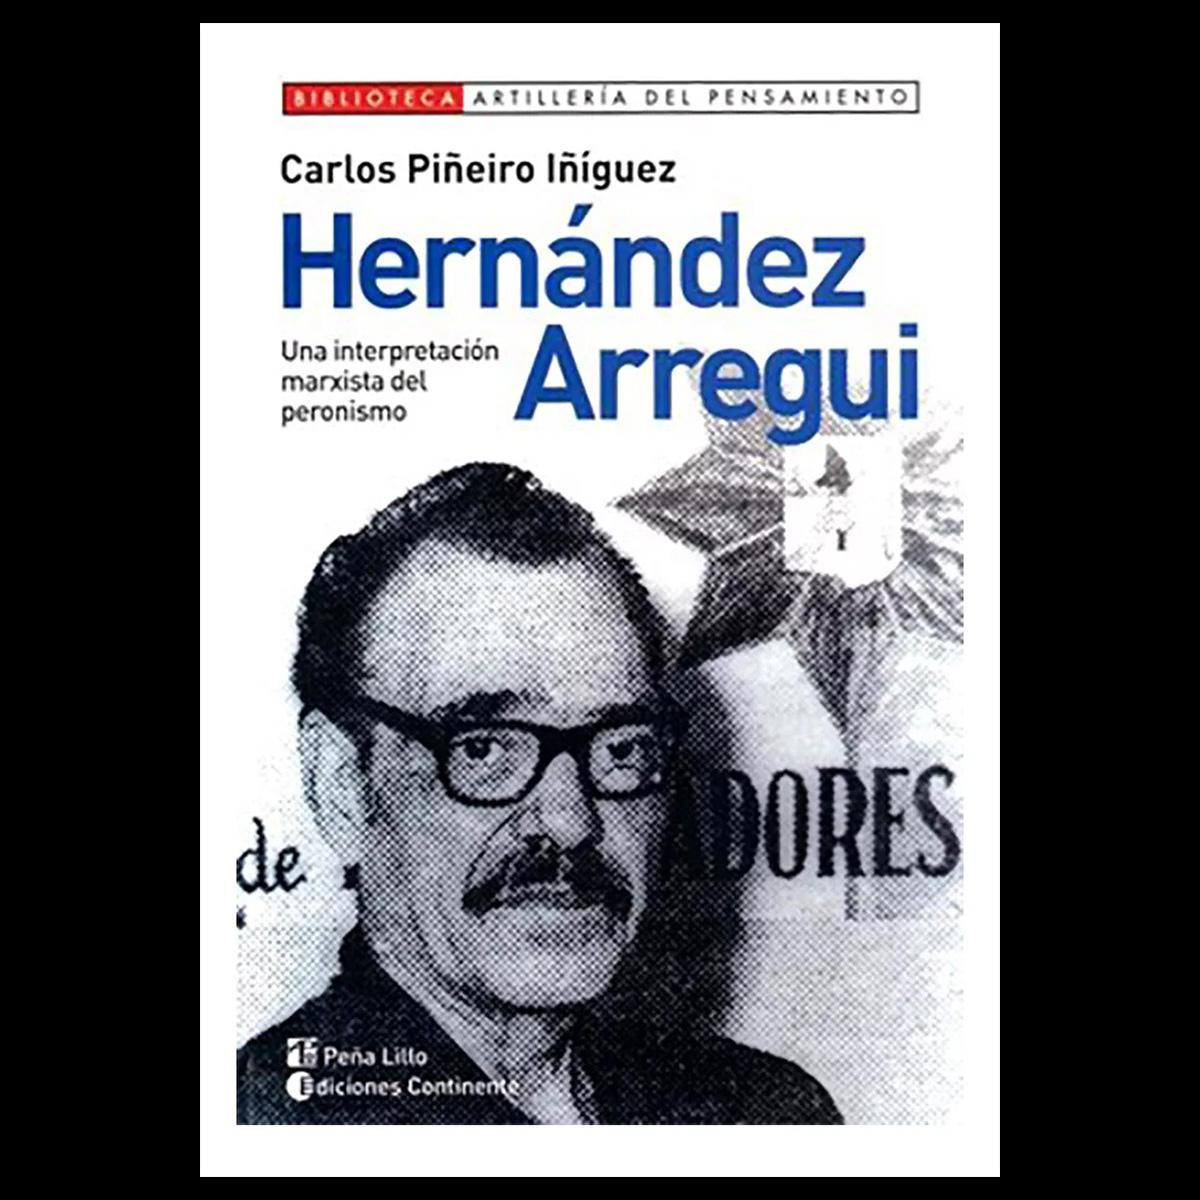 BIBLIOTECA ARTILLERÍA DEL PENSAMIENTO
Carlos Piñeiro Iñíguez
Hernández
Arregui
Una interpretación
marxista del
peronismo
ADORES
de
Peña Lillo
Ediciones Continente